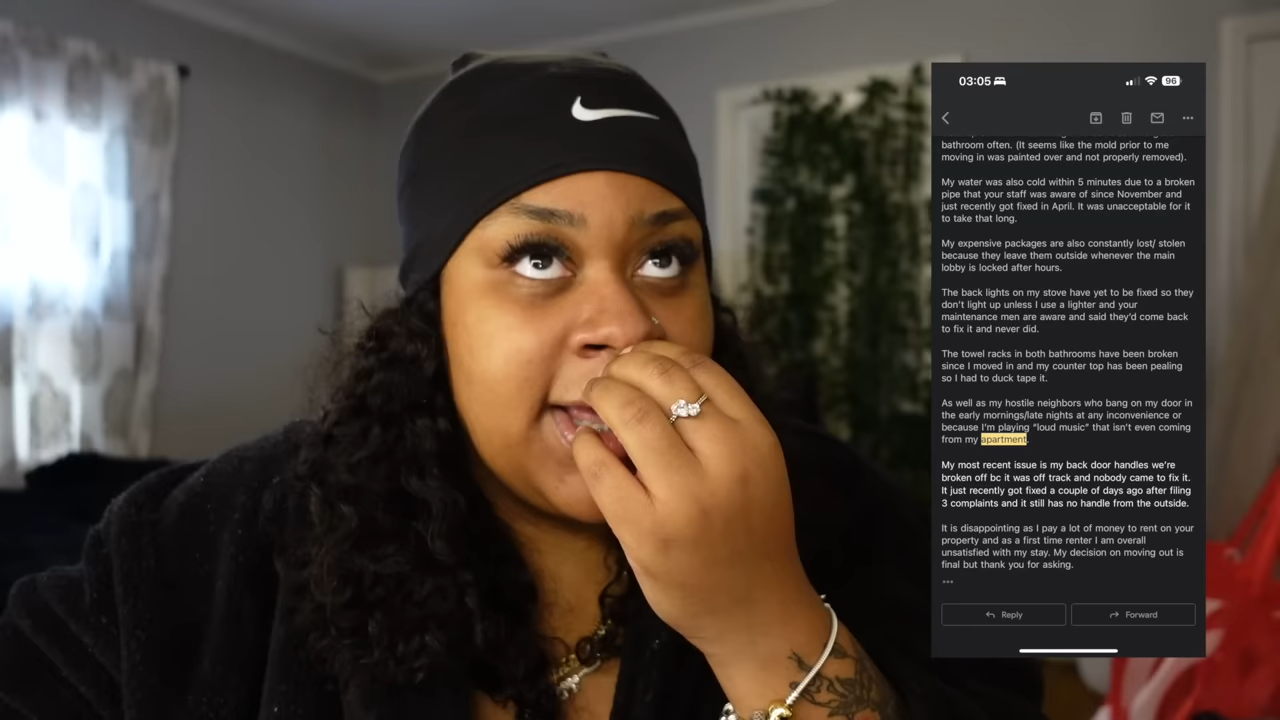 03:05
96
bathroom often. (It seems like the mold prior to me
moving in was painted over and not properly removed).
My water was also cold within 5 minutes due to a broken
pipe that your staff was aware of since November and
just recently got fixed in April. It was unacceptable for it
to take that long.
My expensive packages are also constantly lost/ stolen
because they leave them outside whenever the main
lobby is locked after hours.
The back lights on my stove have yet to be fixed so they
don't light up unless I use a lighter and your
maintenance men are aware and said they'd come back
to fix it and never did.
The towel racks in both bathrooms have been broken
since I moved in and my counter top has been pealing
so I had to duck tape it.
As well as my hostile neighbors who bang on my door in
the early mornings/late nights at any inconvenience or
because I'm playing “loud music” that isn't even coming
from my apartment.
My most recent issue is my back door handles we're
broken off bc it was off track and nobody came to fix it.
It just recently got fixed a couple of days ago after filing
3 complaints and it still has no handle from the outside.
It is disappointing as I pay a lot of money to rent on your
property and as a first time renter I am overall
unsatisfied with my stay. My decision on moving out is
final but thank you for asking.
Reply
Forward